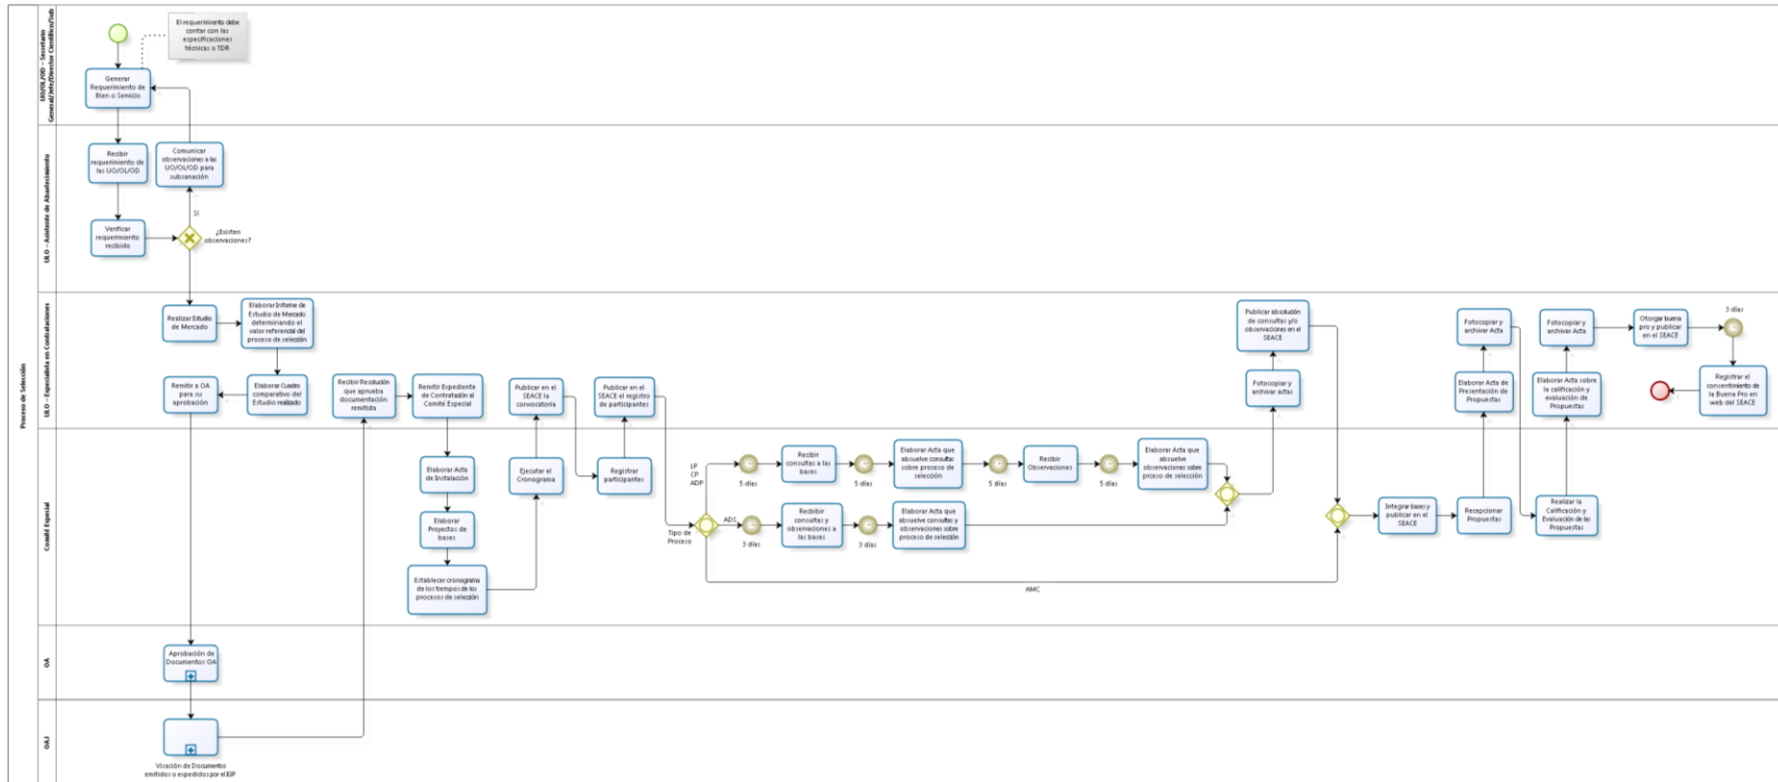 Proceso de Selección
UO/OL/OD – Secretario
General/Jefe/Director Científico/Sub
El requerimiento debe
contar con las
especificaciones
técnicas o TDR
Generar
Requerimiento de
Bien o Servicio
ULO – Asistente de Abastecimiento
Recibir
requerimiento de
las UO/OL/OD
Comunicar
observaciones a las
UO/OL/OD para
subsanación
SI
Verificar
requerimiento
recibido
¿Existen
observaciones?
ULO – Especialista en Contrataciones
Realizar Estudio
de Mercado
Elaborar Informe de
Estudio de Mercado
determinando el
valor referencial del
proceso de selección
Remitir a OA
para su
aprobación
Elaborar Cuadro
comparativo del
Estudio realizado
Recibir Resolución
que aprueba
documentación
remitida
Remitir Expediente
de Contratación al
Comité Especial
Publicar en el
SEACE la
convocatoria
Publicar en el
SEACE el registro de
participantes
Publicar absolución
de consultas y/o
observaciones en el
SEACE
Fotocopiar y
archivar actas
Fotocopiar y
archivar Acta
Elaborar Acta de
Presentación de
Propuestas
Fotocopiar y
archivar Acta
Elaborar Acta sobre
la calificación y
evaluación de
Propuestas
Otorgar buena
pro y publicar
en el SEACE
3 días
Registrar el
consentimiento de
la Buena Pro en
web del SEACE
Comité Especial
Elaborar Acta
de Instalación
Elaborar
Proyectos de
bases
Establecer cronograma
de los tiempos de los
procesos de selección
Ejecutar el
Cronograma
Registrar
participantes
Tipo de
Proceso
LP
CP
ADP
5 días
Recibir
consultas a las
bases
5 días
Elaborar Acta que
absuelve consultas
sobre proceso de
selección
5 días
Recibir
Observaciones
5 días
Elaborar Acta que
absuelve
observaciones sobre
proceso de selección
ADS
3 días
Recibibir
consultas y
observaciones a
las bases
3 días
Elaborar Acta que
absuelve consultas y
observaciones sobre
proceso de selección
AMC
Integrar bases y
publicar en el
SEACE
Recepcionar
Propuestas
Realizar la
Calificación y
Evaluación de las
Propuestas
OA
Aprobación de
Documentos OA
OAJ
Visación de Documentos
emitidos o expedidos por el IGP